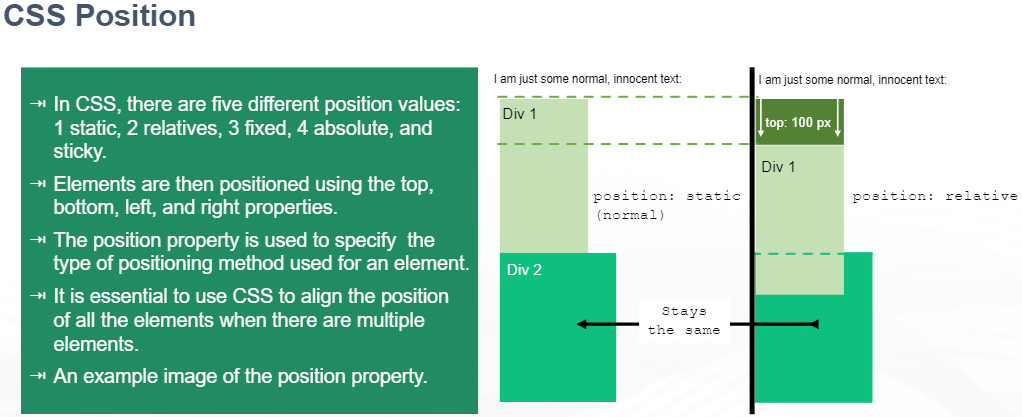 CSS Position
In CSS, there are five different position values:
1 static, 2 relatives, 3 fixed, 4 absolute, and
sticky.
Elements are then positioned using the top,
bottom, left, and right properties.
The position property is used to specify  the
type of positioning method used for an element.
It is essential to use CSS to align the position
of all the elements when there are multiple
elements.
An example image of the position property.
I am just some normal, innocent text:
Div 1
position: static
(normal)
Div 2
Stays
the same
I am just some normal, innocent text:
top: 100 px
Div 1
position: relative